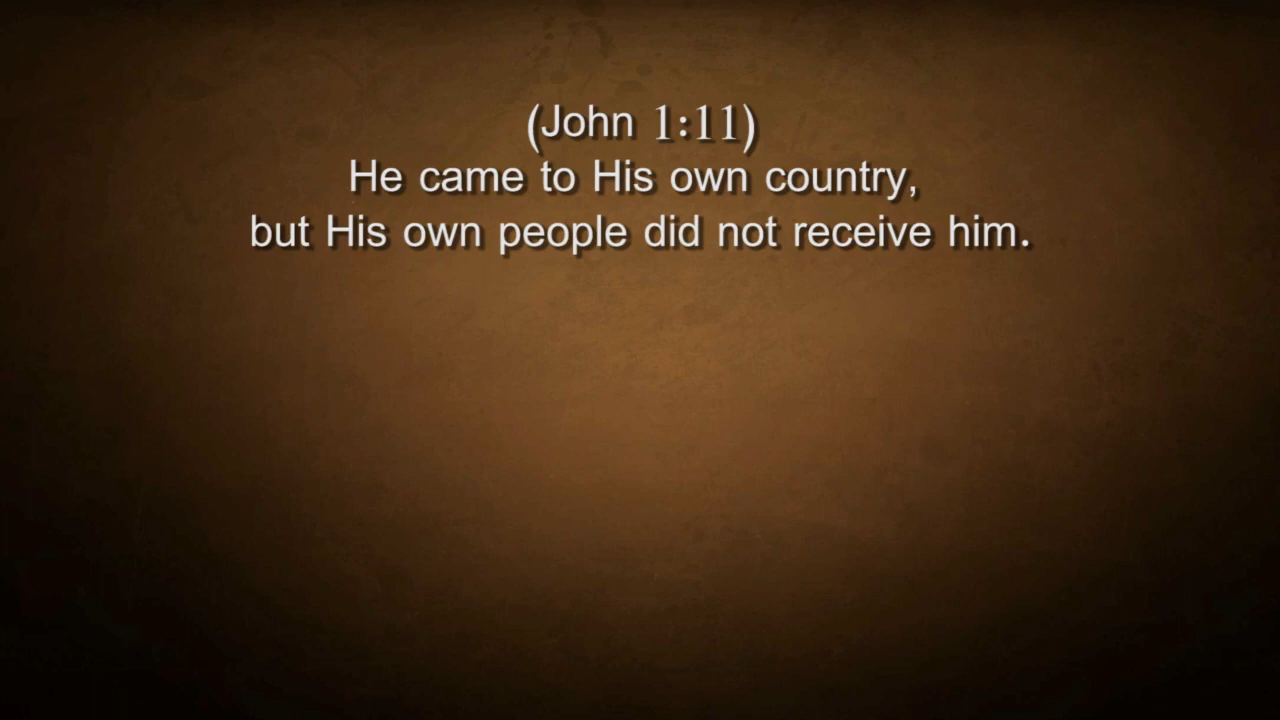 (John 1:11)
He came to His own country,
but His own people did not receive him.